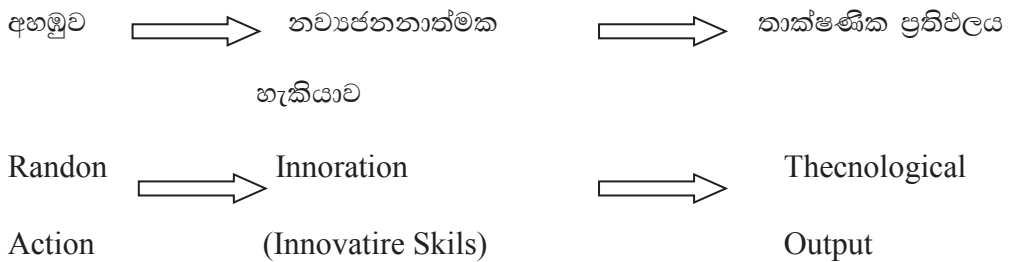 අහඹුව නව්‍යජනනාත්මක තාක්ෂණික ප්‍රතිඵලය
හැකියාව
Randon Innoration Thecnological
Action (Innovatire Skils) Output